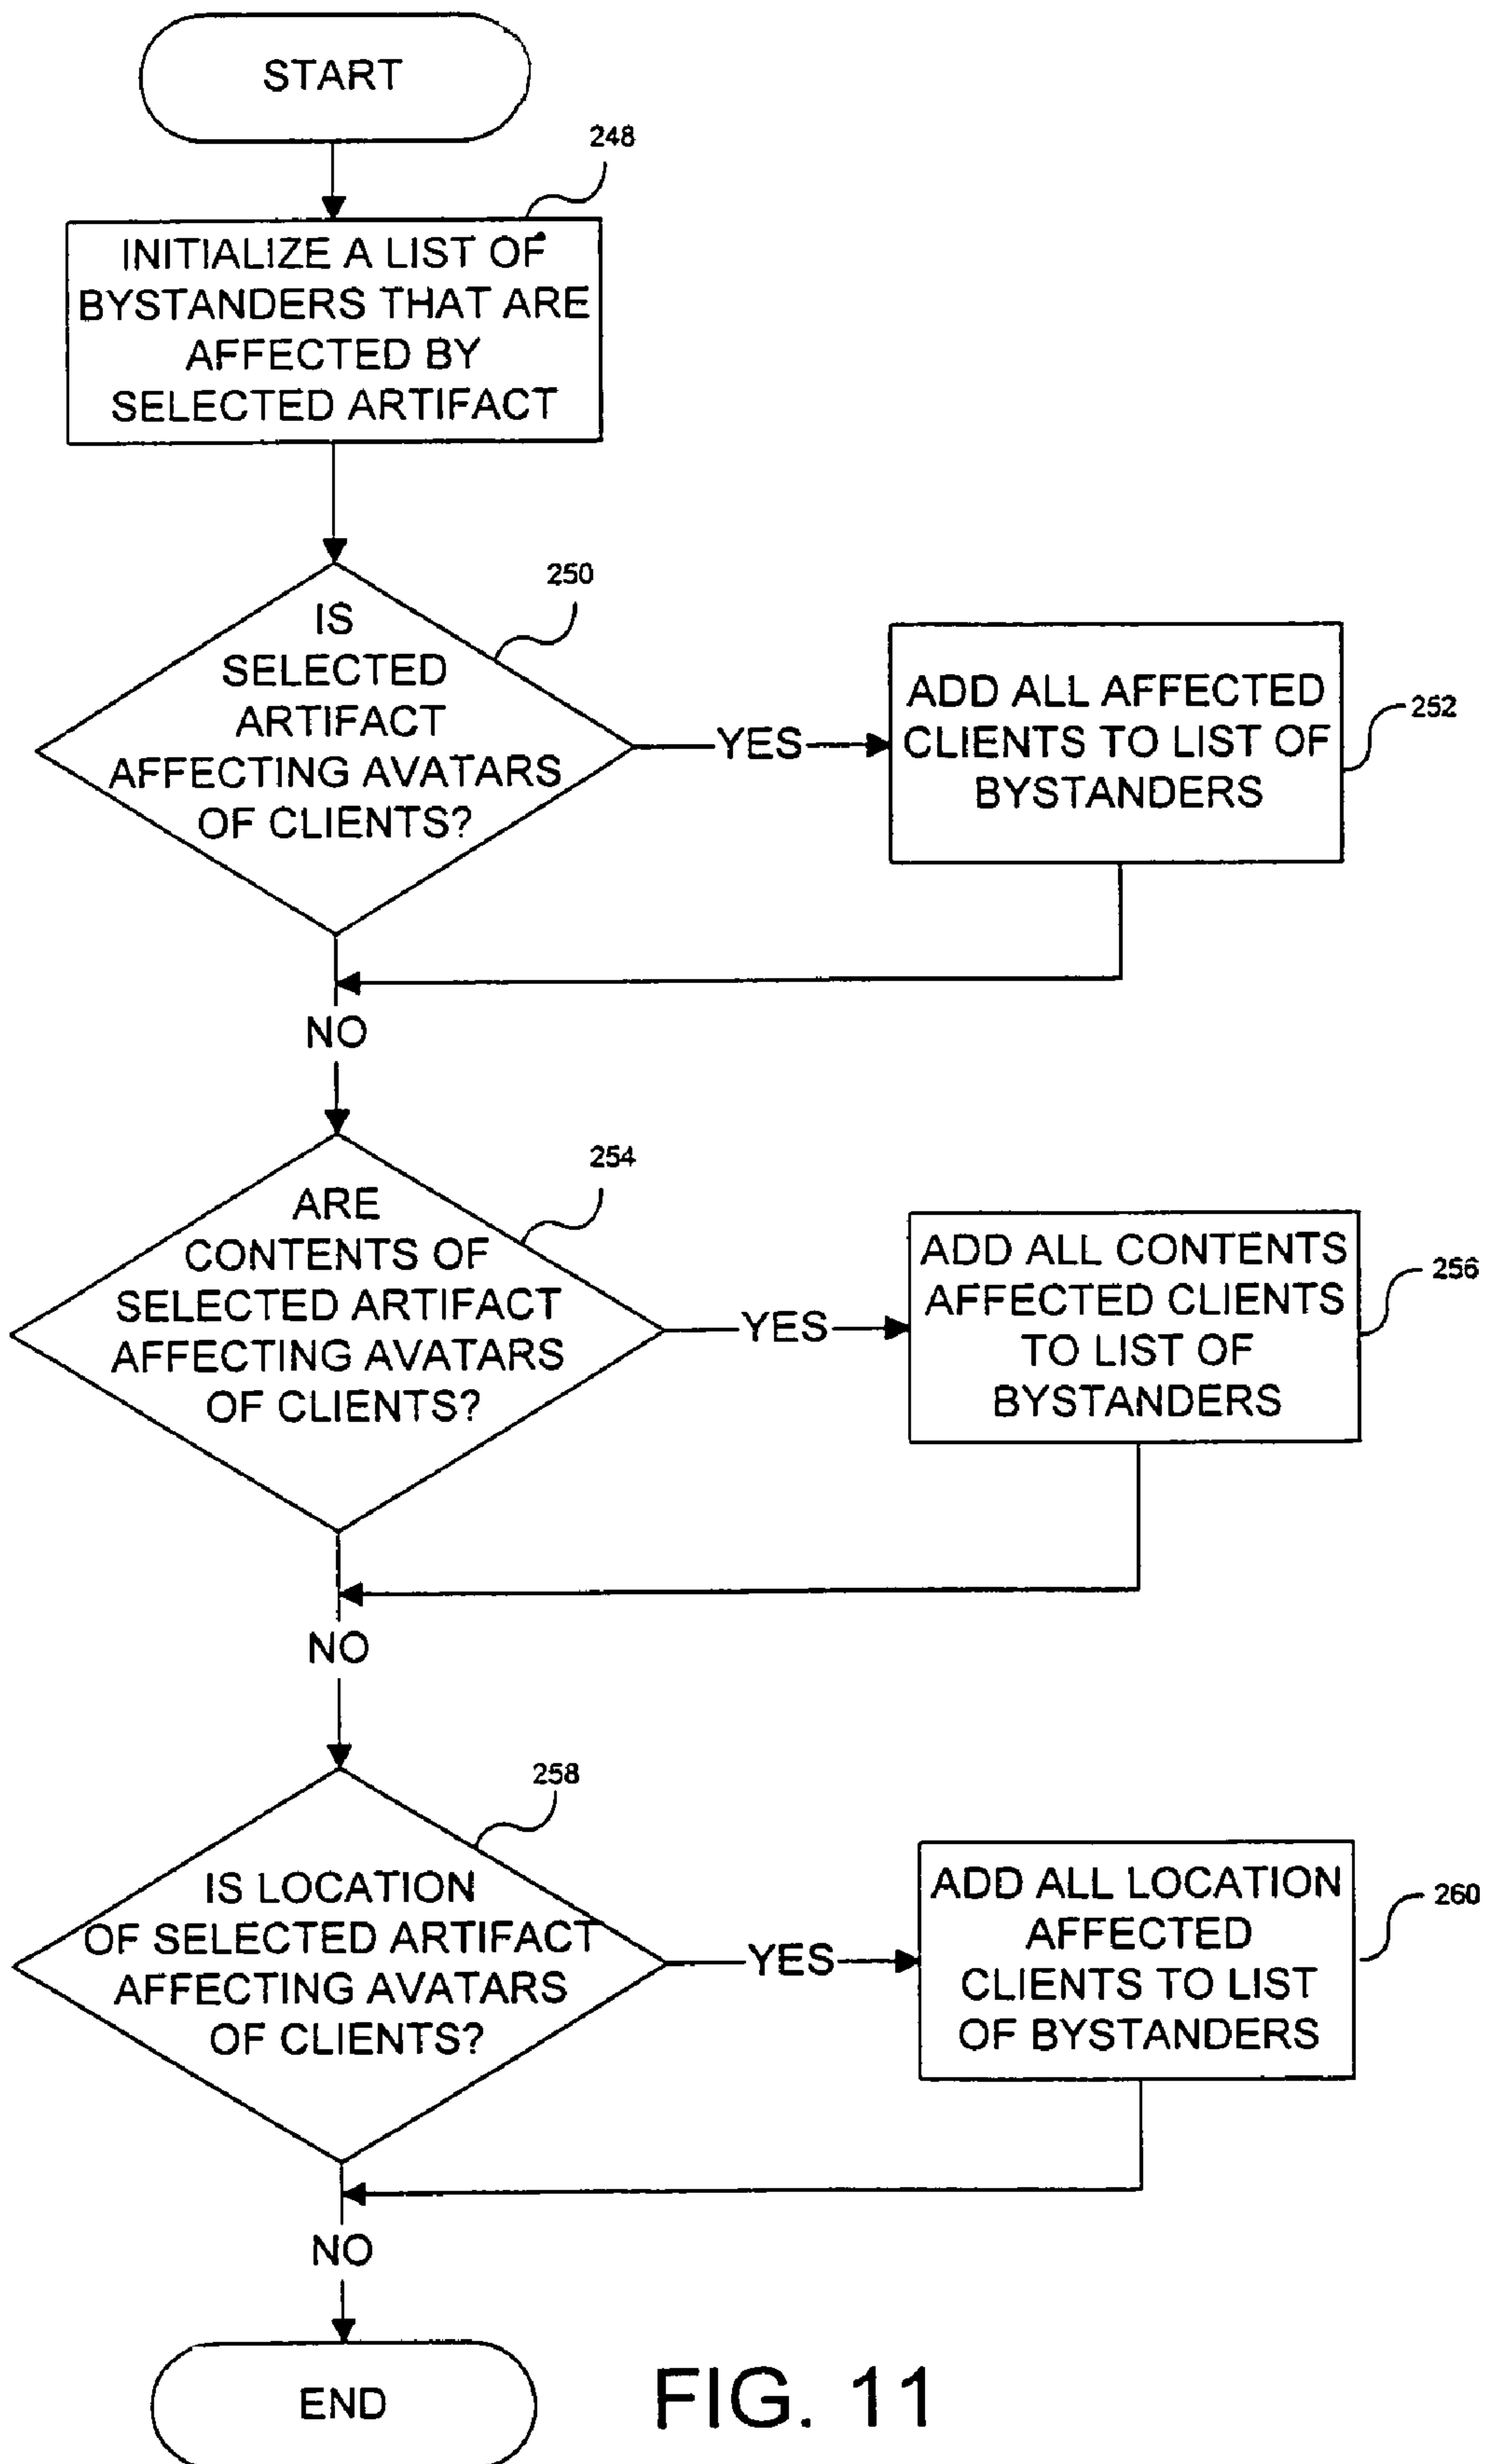 START
248
INITIALIZE A LIST OF
BYSTANDERS THAT ARE
AFFECTED BY
SELECTED ARTIFACT
250
IS
SELECTED
ARTIFACT
AFFECTING AVATARS
OF CLIENTS?
YES
ADD ALL AFFECTED
CLIENTS TO LIST OF
BYSTANDERS
252
NO
254
ARE
CONTENTS OF
SELECTED ARTIFACT
AFFECTING AVATARS
OF CLIENTS?
YES
ADD ALL CONTENTS
AFFECTED CLIENTS
TO LIST OF
BYSTANDERS
256
NO
258
IS LOCATION
OF SELECTED ARTIFACT
AFFECTING AVATARS
OF CLIENTS?
YES
ADD ALL LOCATION
AFFECTED
CLIENTS TO LIST
OF BYSTANDERS
260
NO
END
FIG. 11